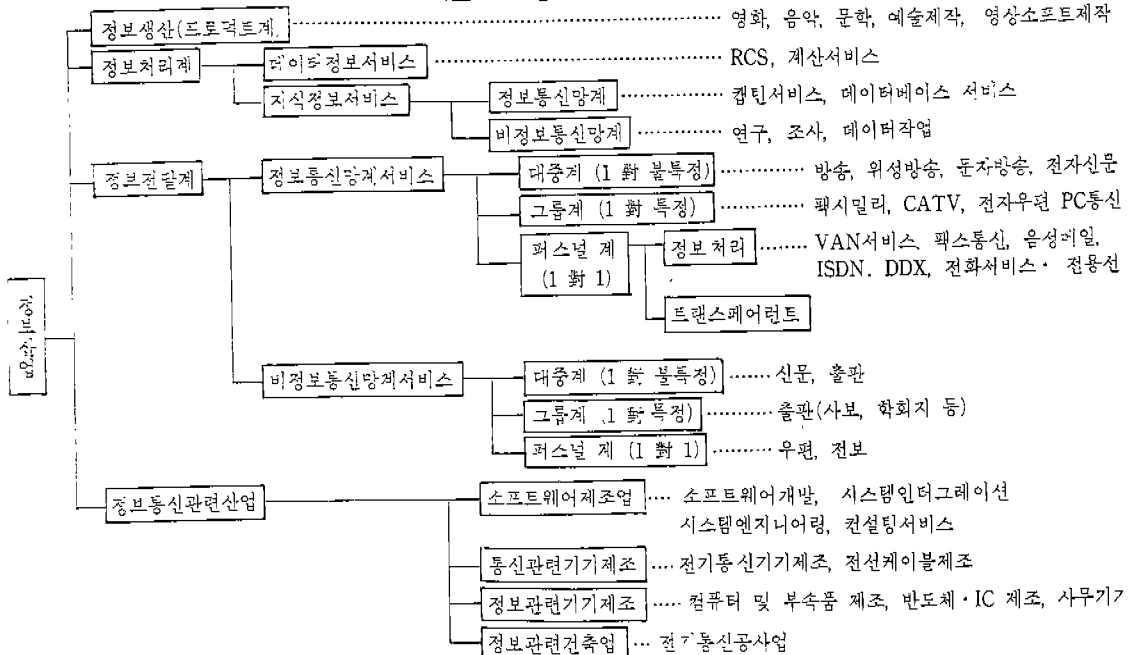 정보생산(프로덕트계) 영화, 음악, 문학, 예술제작, 영상소프트제작
정보처리계 데이터정보서비스 RCS, 계산서비스
지식정보서비스 정보통신망계 캡틴서비스, 데이터베이스 서비스
비정보통신망계 연구, 조사, 데이터작업
정보전달계 정보통신망계서비스 대중계 (1 對 불특정) 방송, 위성방송, 문자방송, 전자신문
그룹계 (1 對 특정) 팩시밀리, CATV, 전자우편 PC통신
퍼스널 계 (1 對 1) 정보처리 VAN서비스, 팩스통신, 음성메일,
ISDN. DDX, 전화서비스· 전용선
트랜스페어런트
비정보통신망계서비스 대중계 (1 對 불특정) 신문, 출판
그룹계 (1 對 특정) 출판(사보, 학회지 등)
퍼스널 계 (1 對 1) 우편, 전보
정보통신관련산업 소프트웨어제조업 소프트웨어개발, 시스템인터그레이션
시스템엔지니어링, 컨설팅서비스
통신관련기기제조 전기통신기기제조, 전선케이블제조
정보관련기기제조 컴퓨터 및 부속품 제조, 반도체·IC 제조, 사무기기
정보관련건축업 전기통신공사업